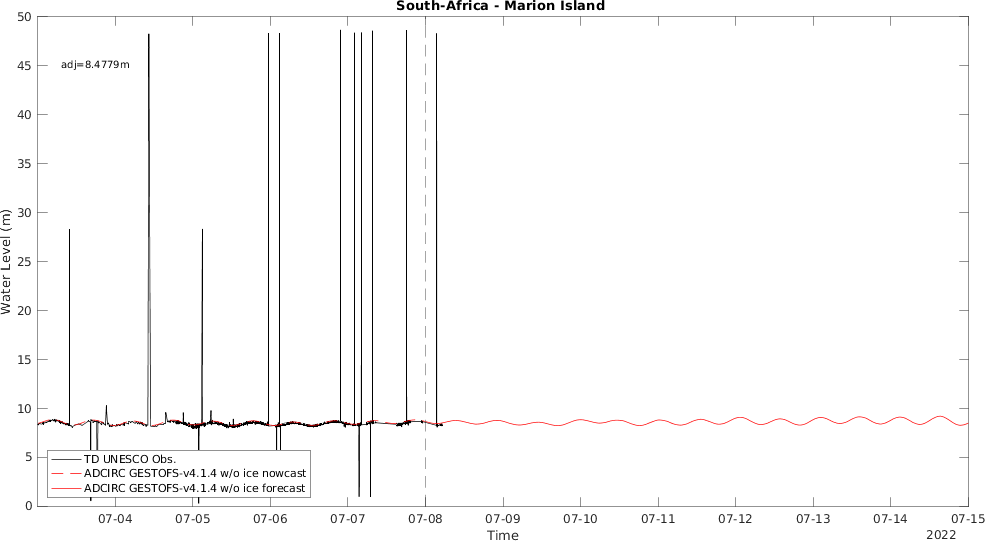 South-Africa - Marion Island
50
45
40
35
30
25
20
15
10
5
0
Water Level (m)
adj=8.4779m
TD UNESCO Obs.
ADCIRC GESTOFS-v4.1.4 w/o ice nowcast
ADCIRC GESTOFS-v4.1.4 w/o ice forecast
07-04 07-05 07-06 07-07 07-08 07-09 07-10 07-11 07-12 07-13 07-14 07-15
Time
2022